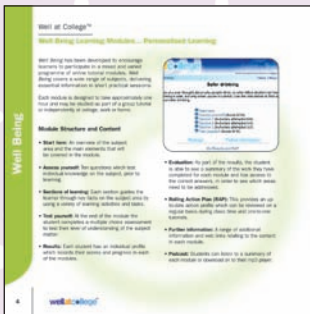 Well at College™
Well Being Learning Modules... Personalised Learning
Well Being has been developed to encourage
learners to participate in a mixed and varied
programme of online tutorial modules. Well
Being covers a wide range of subjects, delivering
essential information in short practical sessions.
Each module is designed to take approximately one
hour and may be studied as part of a group tutorial
or independently at college, work or home.
Module Structure and Content
• Start here: An overview of the subject
area and the main elements that will
be covered in the module.
• Assess yourself: Ten questions which test
individual knowledge on the subject, prior to
learning.
• Sections of learning: Each section guides the
learner through key facts on the subject area by
using a variety of learning activities and tasks.
• Test yourself: At the end of the module the
student completes a multiple choice assessment
to test their level of understanding of the subject
matter.
• Results: Each student has an individual profile
which records their scores and progress in each
of the modules.
college
Safer drinking
• Evaluation: As part of the results, the student
is able to see a summary of the work they have
completed for each module and has access to
the correct answers, in order to see which areas
need to be addressed.
• Rolling Action Plan (RAP): This provides an up
to date action profile which can be reviewed on a
regular basis during class time and one-to-one
tutorials.
• Further information: A range of additional
information and web links relating to the content
in each module.
• Podcast: Students can listen to a summary of
each module or download it to their mp3 player.
Well Being
4
wellatcollege